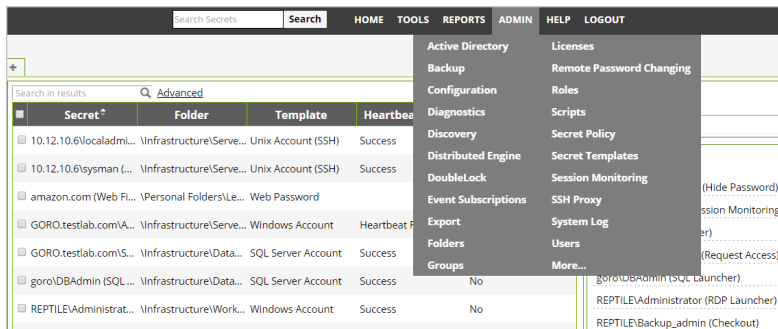 Search Secrets Search HOME TOOLS REPORTS ADMIN HELP LOGOUT
Active Directory Licenses
Backup Remote Password Changing
Configuration Roles
Diagnostics Scripts
Discovery Secret Policy
Distributed Engine Secret Templates
DoubleLock Session Monitoring
Event Subscriptions SSH Proxy
Export System Log
Folders Users
Groups More...
+
Search in results Advanced
Secret Folder Template Heartbea
10.12.10.6\localadmi... \Infrastructure\Serve... Unix Account (SSH) Success
10.12.10.6\sysman (... \Infrastructure\Serve... Unix Account (SSH) Success
amazon.com (Web Fi... \Personal Folders\Le... Web Password
GORO.testlab.com\A... \Infrastructure\Serve... Windows Account Heartbeat F
GORO.testlab.com\S... \Infrastructure\Data... SQL Server Account Success
goro\DBAdmin (SQL ... \Infrastructure\Data... SQL Server Account Success No
REPTILE\Administrat... \Infrastructure\Work... Windows Account Success No
(Hide Password)
ssion Monitoring
er)
(Request Access)
goro\DBAdmin (SQL Launcher)
REPTILE\Administrator (RDP Launcher)
REPTILE\Backup_admin (Checkout)